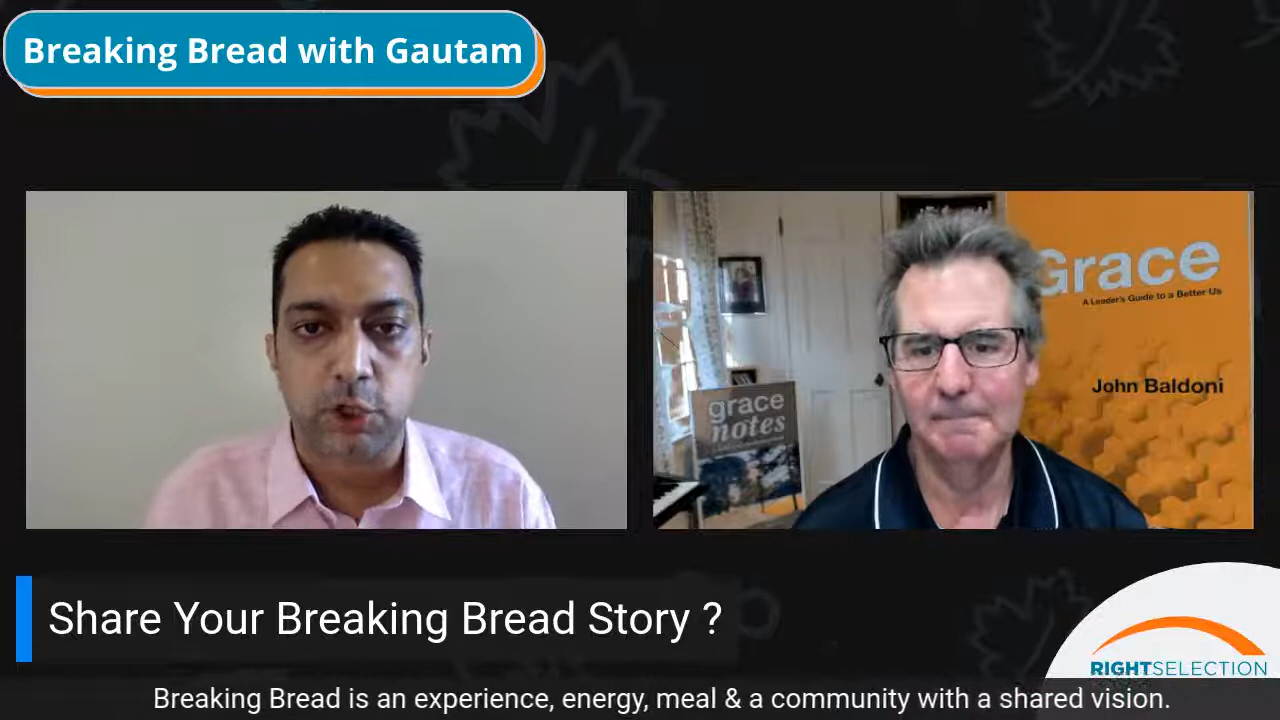 Breaking Bread with Gautam
Grace
A Leader's Guide to a Better Us
John Baldoni
grace
notes
Share Your Breaking Bread Story ?
RIGHTSELECTION
Breaking Bread is an experience, energy, meal & a community with a shared vision.